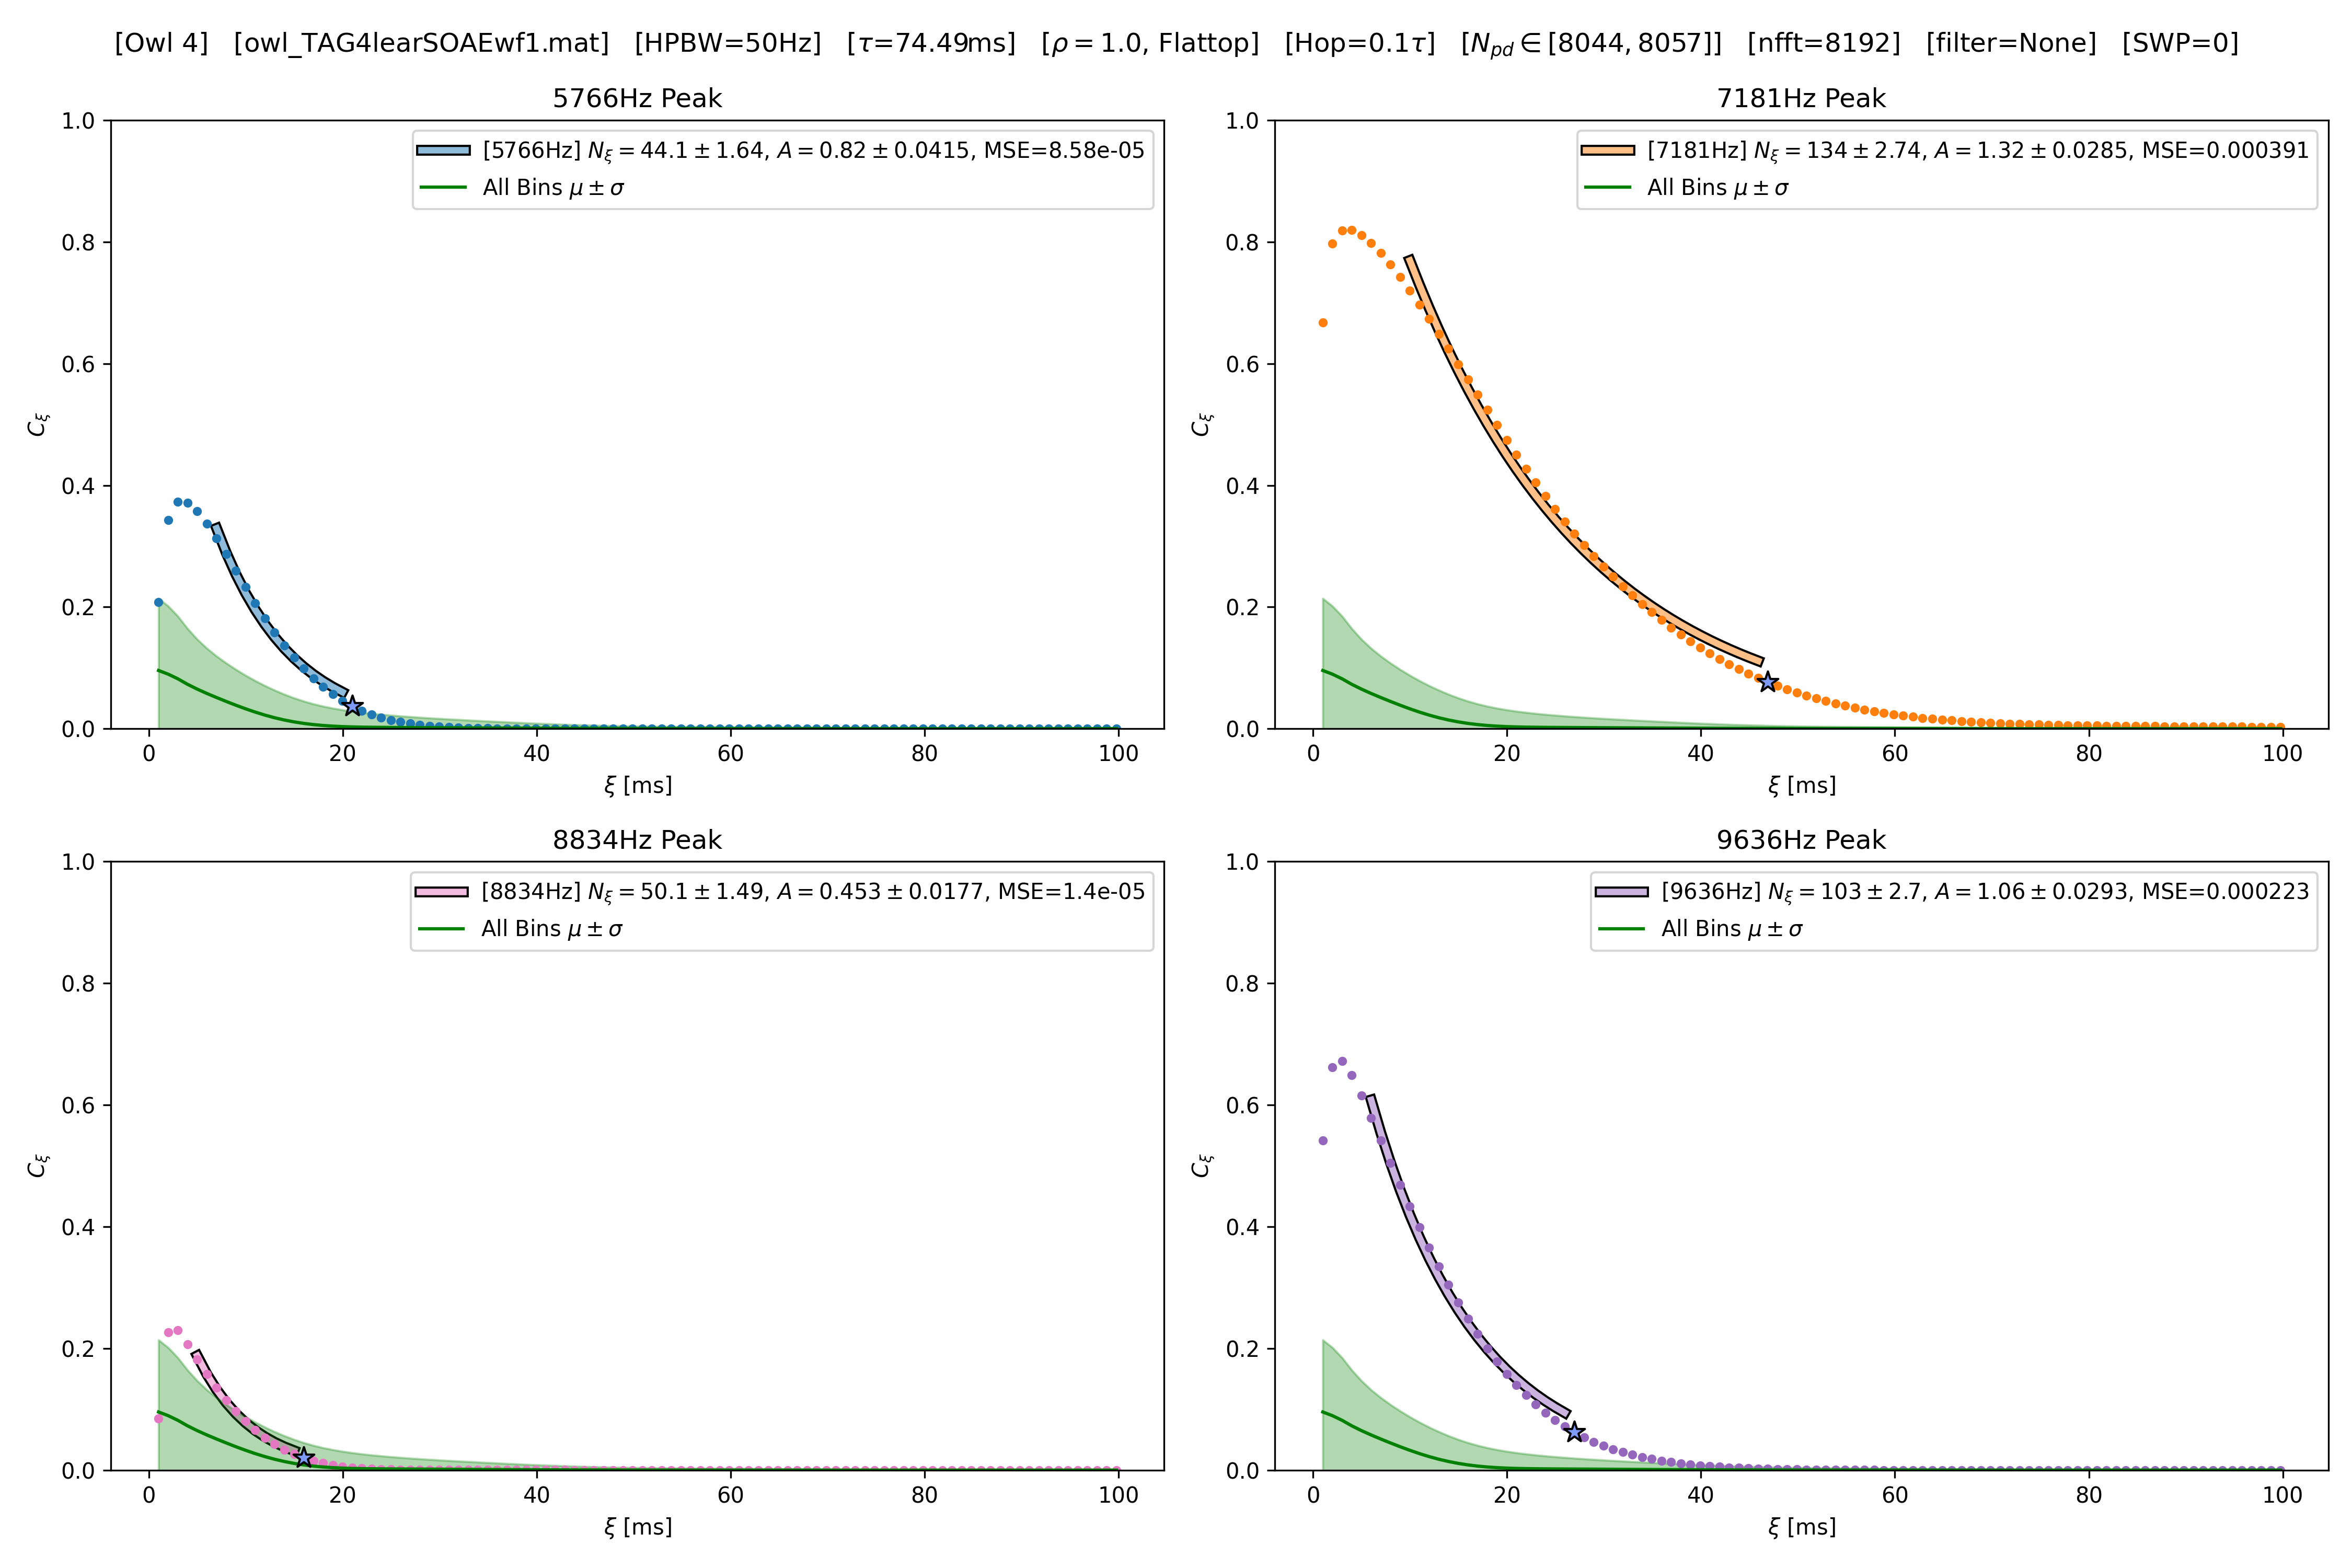 [Owl 4] [owl_TAG4learSOAEwf1.mat] [HPBW=50Hz] [τ=74.49ms] [ρ = 1.0, Flattop] [Hop=0.1τ] [N_pd ∈ [8044, 8057]] [nfft=8192] [filter=None] [SWP=0]
5766Hz Peak
[5766Hz] N_ξ = 44.1 ± 1.64, A = 0.82 ± 0.0415, MSE=8.58e-05
All Bins μ ± σ
1.0
0.8
0.6
0.4
0.2
0.0
C_ξ
0 20 40 60 80 100
ξ [ms]
7181Hz Peak
[7181Hz] N_ξ = 134 ± 2.74, A = 1.32 ± 0.0285, MSE=0.000391
All Bins μ ± σ
1.0
0.8
0.6
0.4
0.2
0.0
C_ξ
0 20 40 60 80 100
ξ [ms]
8834Hz Peak
[8834Hz] N_ξ = 50.1 ± 1.49, A = 0.453 ± 0.0177, MSE=1.4e-05
All Bins μ ± σ
1.0
0.8
0.6
0.4
0.2
0.0
C_ξ
0 20 40 60 80 100
ξ [ms]
9636Hz Peak
[9636Hz] N_ξ = 103 ± 2.7, A = 1.06 ± 0.0293, MSE=0.000223
All Bins μ ± σ
1.0
0.8
0.6
0.4
0.2
0.0
C_ξ
0 20 40 60 80 100
ξ [ms]